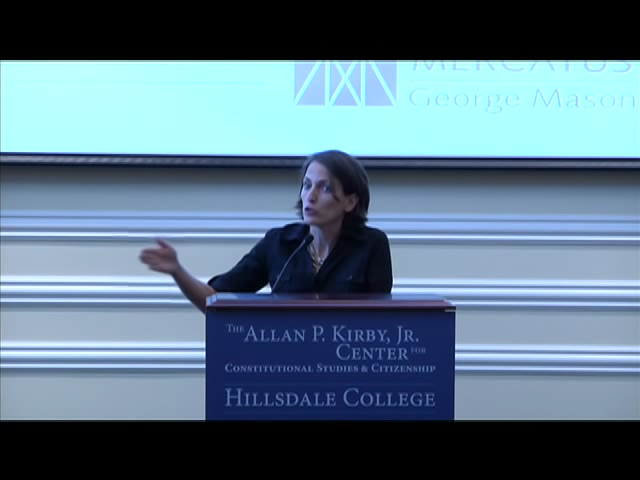 MERCATUS
George Mason
THE ALLAN P. KIRBY, JR.
CENTER FOR
CONSTITUTIONAL STUDIES & CITIZENSHIP
HILLSDALE COLLEGE